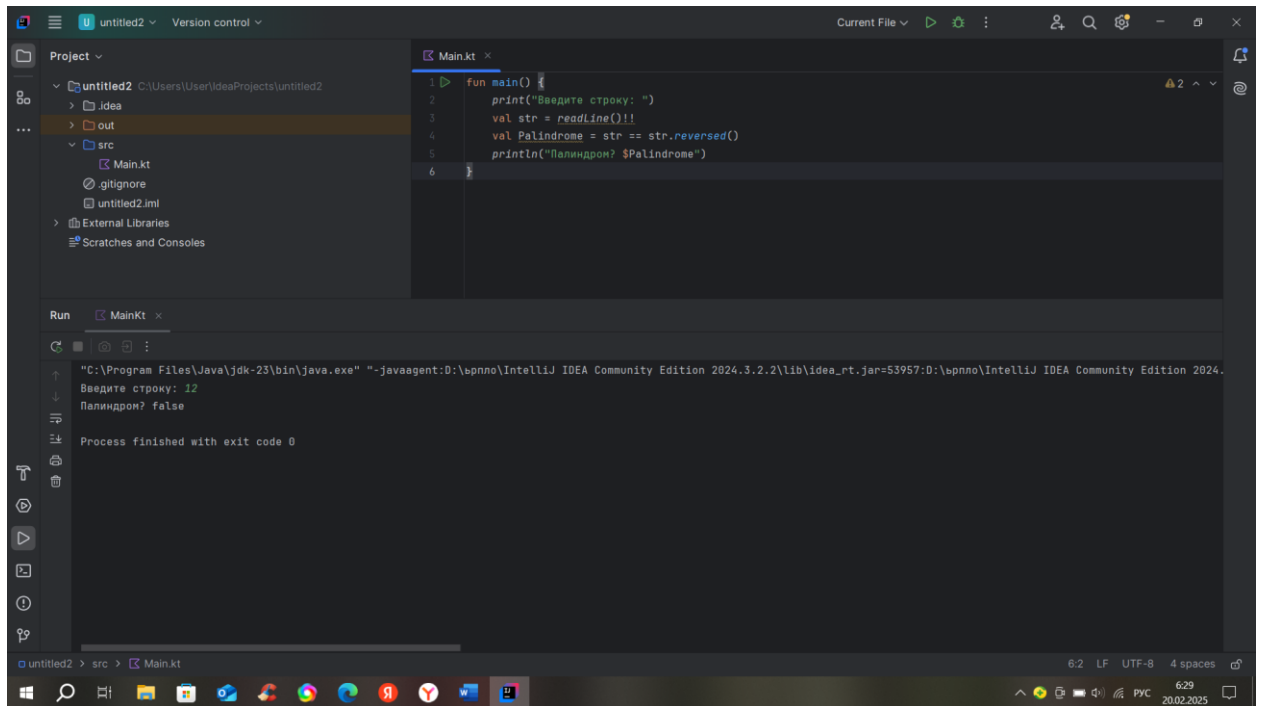 U untitled2 Version control Current File
Project
Main.kt
untitled2 C:\Users\User\IdeaProjects\untitled2
.idea
out
src
Main.kt
.gitignore
untitled2.iml
External Libraries
Scratches and Consoles
1 fun main() {
2 print("Введите строку: ")
3 val str = readLine()!!
4 val Palindrome = str == str.reversed()
5 println("Палиндром? $Palindrome")
6 }
2
Run MainKt
"C:\Program Files\Java\jdk-23\bin\java.exe" "-javaagent:D:\ьрпло\IntelliJ IDEA Community Edition 2024.3.2.2\lib\idea_rt.jar=53957:D:\ьрпло\IntelliJ IDEA Community Edition 2024.
Введите строку: 12
Палиндром? false
Process finished with exit code 0
untitled2 > src > Main.kt 6:2 LF UTF-8 4 spaces
РУС 6:29
20.02.2025